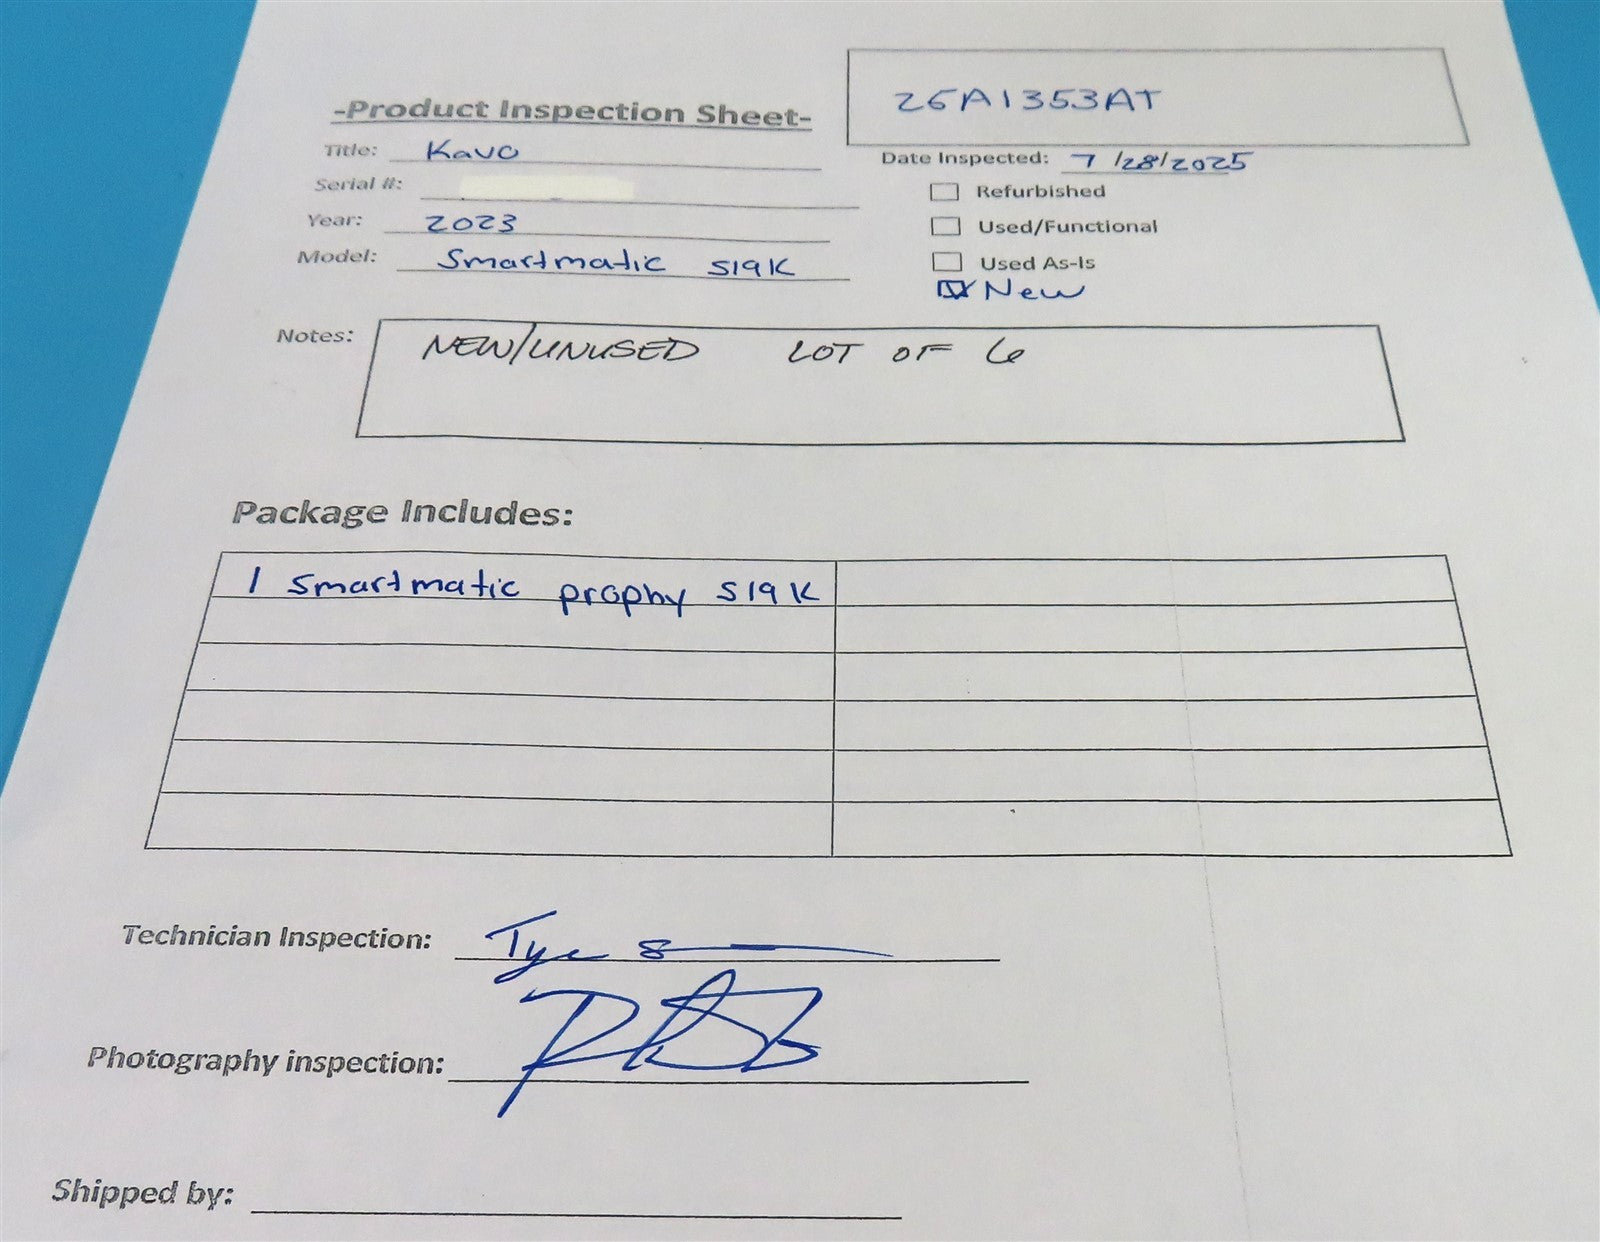 26A1353AT
-Product Inspection Sheet-
Title: Kavo
Date Inspected: 7/28/2025
Serial #:
Refurbished
Year: 2023
Used/Functional
Model: Smartmatic S19K
Used As-Is
New
Notes: NEW/UNUSED LOT OF 6
Package Includes:
1 Smartmatic prophy S19K
Technician Inspection:
Photography inspection:
Shipped by: